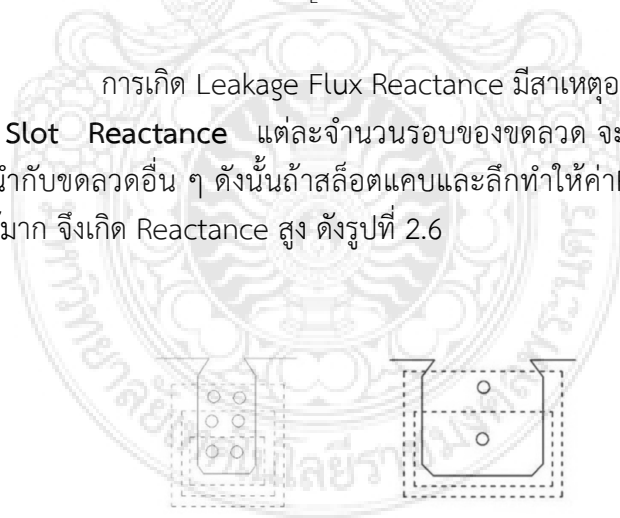 การเกิด Leakage Flux Reactance มีสาเหตุอ
Slot Reactance แต่ละจำนวนรอบของขดลวด จะ
นำกับขดลวดอื่น ๆ ดังนั้นถ้าสล็อตแคบและลึกทำให้ค่า
มาก จึงเกิด Reactance สูง ดังรูปที่ 2.6